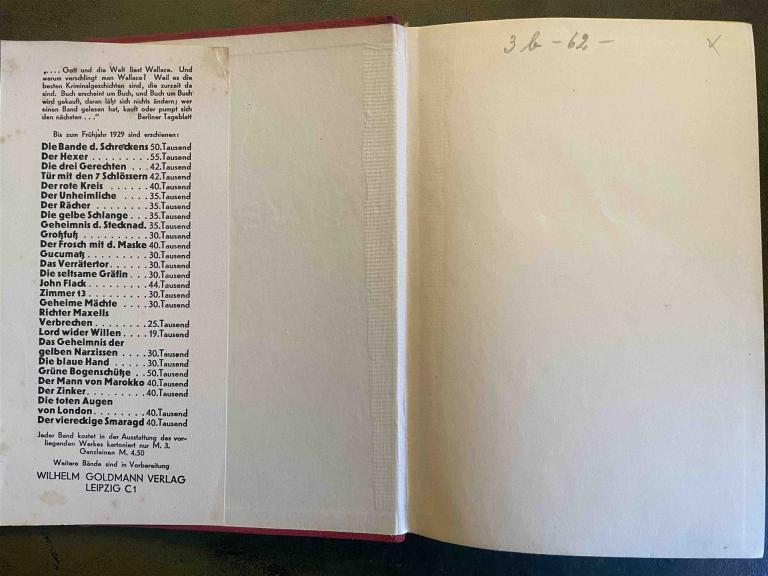 „.... Gott und die Welt liest Wallace. Und
warum verschlingt man Wallace? Weil es die
besten Kriminalgeschichten sind, die zurzeit da
sind. Buch erscheint um Buch, und Buch um Buch
wird gekauft, daran läßt sich nichts ändern; wer
einen Band gelesen hat, kauft oder pumpt sich
den nächsten ..." Berliner Tageblatt
Bis zum Frühjahr 1929 sind erschienen:
Die Bande d. Schreckens 50.Tausend
Der Hexer ......... 55.Tausend
Die drei Gerechten ... 42.Tausend
Tür mit den 7 Schlössern 42.Tausend
Der rote Kreis ...... 40.Tausend
Der Unheimliche .... 35.Tausend
Der Rächer ........ 35.Tausend
Die gelbe Schlange ... 35.Tausend
Geheimnis d. Stecknad. 35.Tausend
Großfuß .......... 30.Tausend
Der Frosch mit d. Maske 40.Tausend
Gucumatz ......... 30.Tausend
Das Verrätertor...... 30.Tausend
Die seltsame Gräfin ... 30.Tausend
John Flack ......... 44.Tausend
Zimmer 13 ......... 30.Tausend
Geheime Mächte .... 30.Tausend
Richter Maxells
Verbrechen ........ 25.Tausend
Lord wider Willen .... 19.Tausend
Das Geheimnis der
gelben Narzissen .... 30.Tausend
Die blaue Hand ..... 30.Tausend
Grüne Bogenschütze .. 50.Tausend
Der Mann von Marokko 40.Tausend
Der Zinker......... 40.Tausend
Die toten Augen
von London........ 40.Tausend
Der viereckige Smaragd 40.Tausend
Jeder Band kostet in der Ausstattung des vor-
liegenden Werkes kartoniert nur M. 3.
Ganzleinen M. 4.50
Weitere Bände sind in Vorbereitung
WILHELM GOLDMANN VERLAG
LEIPZIG C1
3 b - 62 -